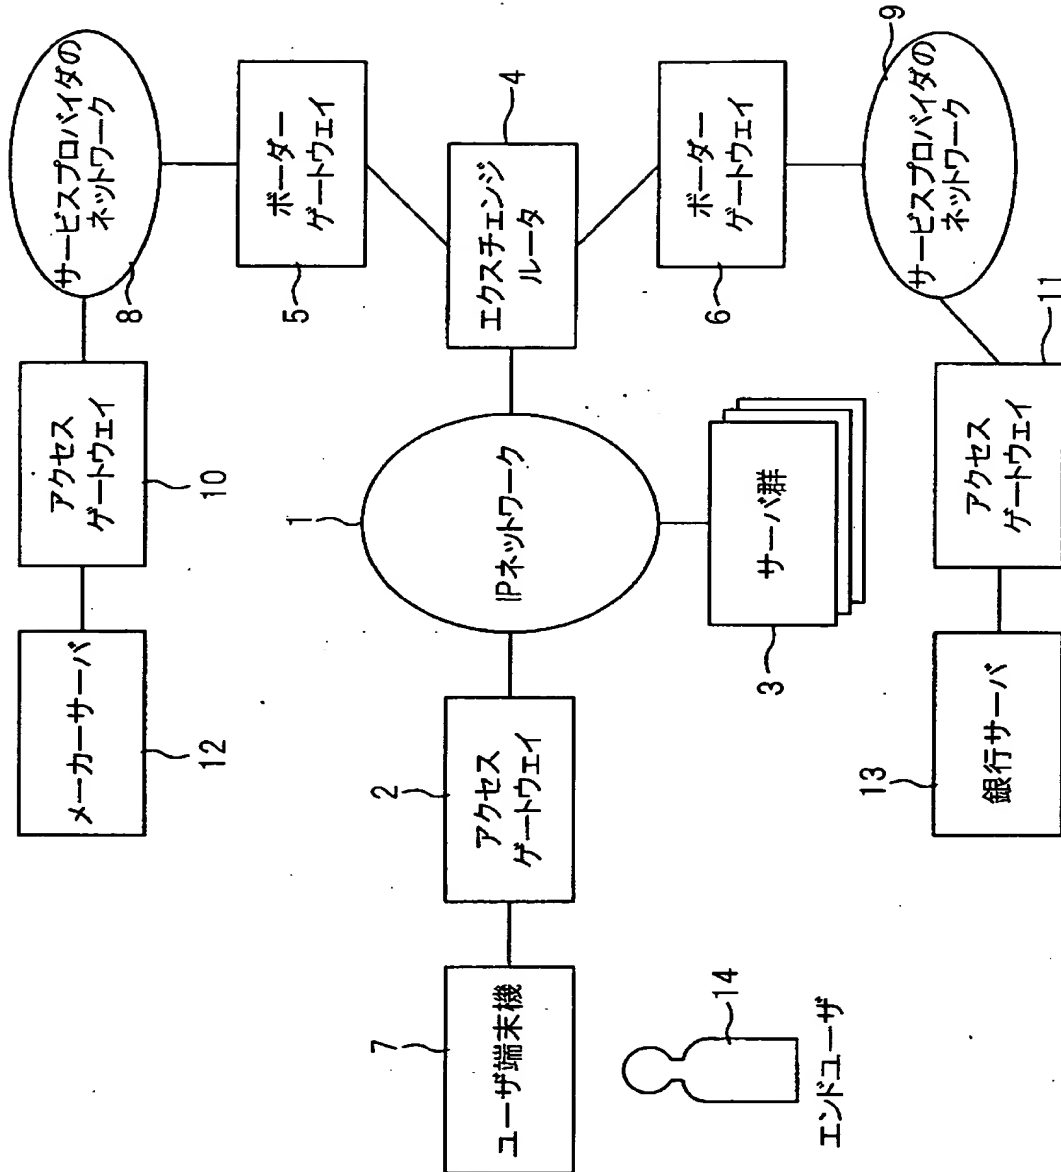 サービスプロバイダの
ネットワーク
8
アクセス
ゲートウェイ
10
メーカーサーバ
12
ボーダー
ゲートウェイ
5
エクスチェンジ
ルータ
4
IPネットワーク
1
アクセス
ゲートウェイ
2
ユーザ端末機
7
エンドユーザ
14
サーバ群
3
ボーダー
ゲートウェイ
6
サービスプロバイダの
ネットワーク
9
アクセス
ゲートウェイ
11
銀行サーバ
13